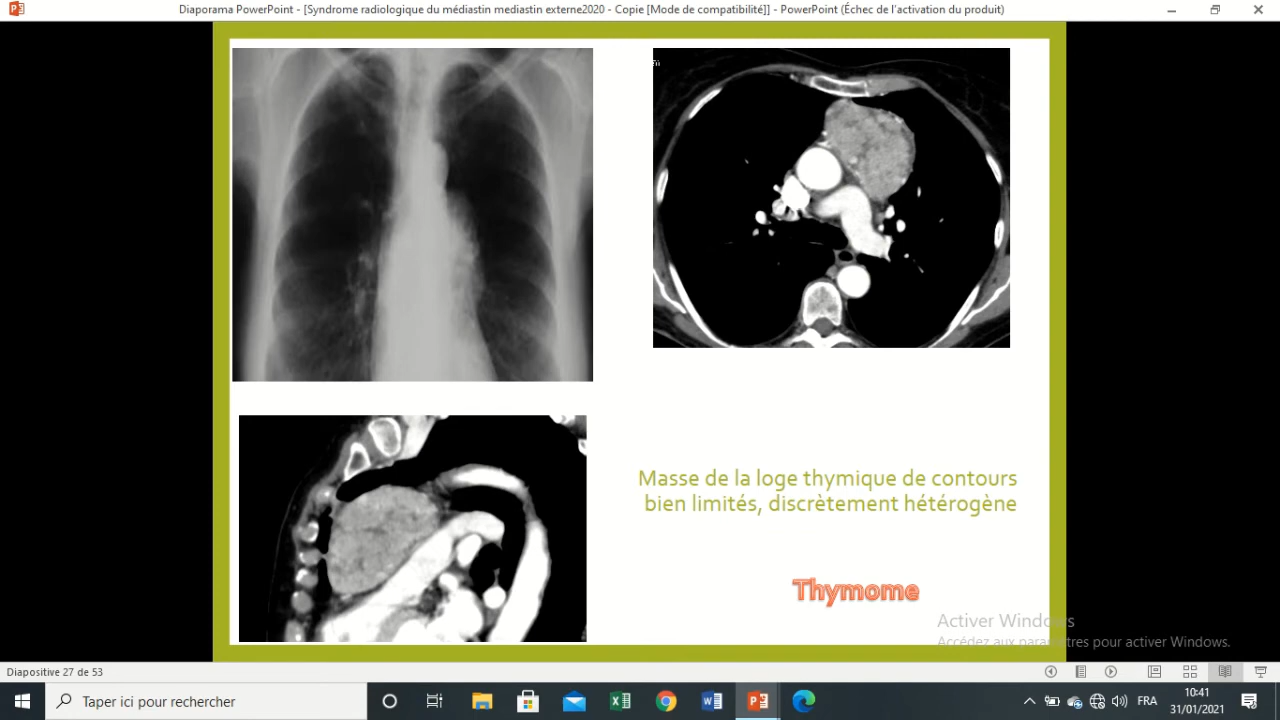 Diaporama PowerPoint - [Syndrome radiologique du médiastin mediastin externe2020 - Copie [Mode de compatibilité]] - PowerPoint (Échec de l'activation du produit)
Masse de la loge thymique de contours
bien limités, discrètement hétérogène
Thymome
Activer Windows
Accédez aux paramètres pour activer Windows.
Diapositive 27 de 53
Taper ici pour rechercher
FRA
10:41
31/01/2021